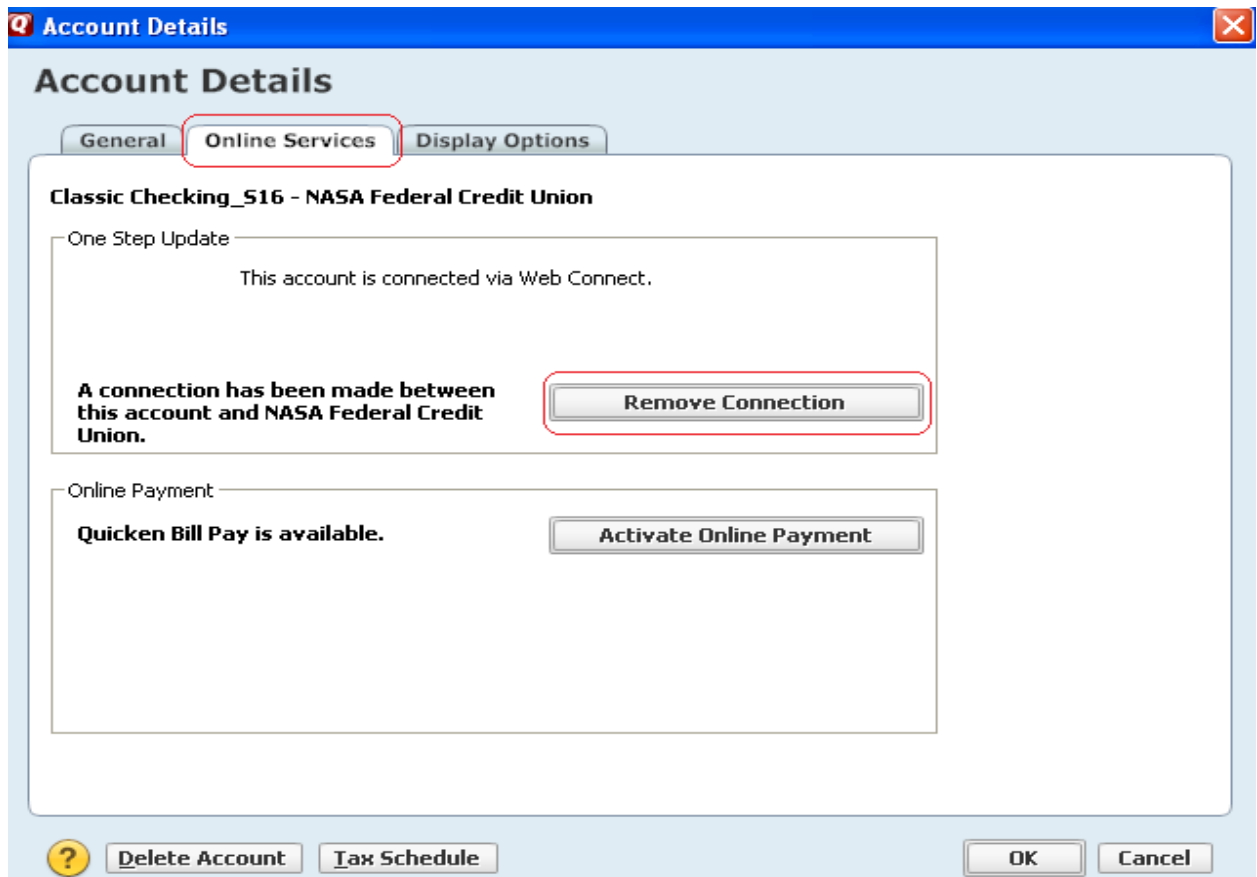 Q Account Details
Account Details
General Online Services Display Options
Classic Checking_S16 - NASA Federal Credit Union
One Step Update
This account is connected via Web Connect.
A connection has been made between
this account and NASA Federal Credit
Union.
Remove Connection
Online Payment
Quicken Bill Pay is available.
Activate Online Payment
? Delete Account Tax Schedule OK Cancel